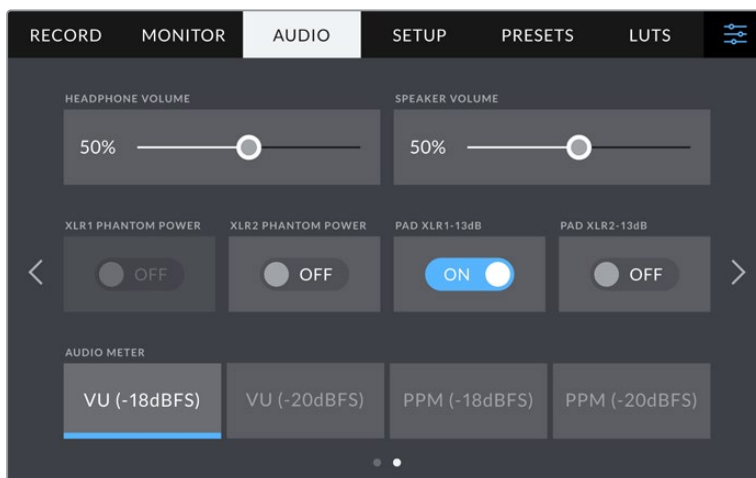 RECORD MONITOR AUDIO SETUP PRESETS LUTS
HEADPHONE VOLUME SPEAKER VOLUME
50% 50%
XLR1 PHANTOM POWER XLR2 PHANTOM POWER PAD XLR1-13dB PAD XLR2-13dB
OFF OFF ON OFF
AUDIO METER
VU (-18dBFS) VU (-20dBFS) PPM (-18dBFS) PPM (-20dBFS)